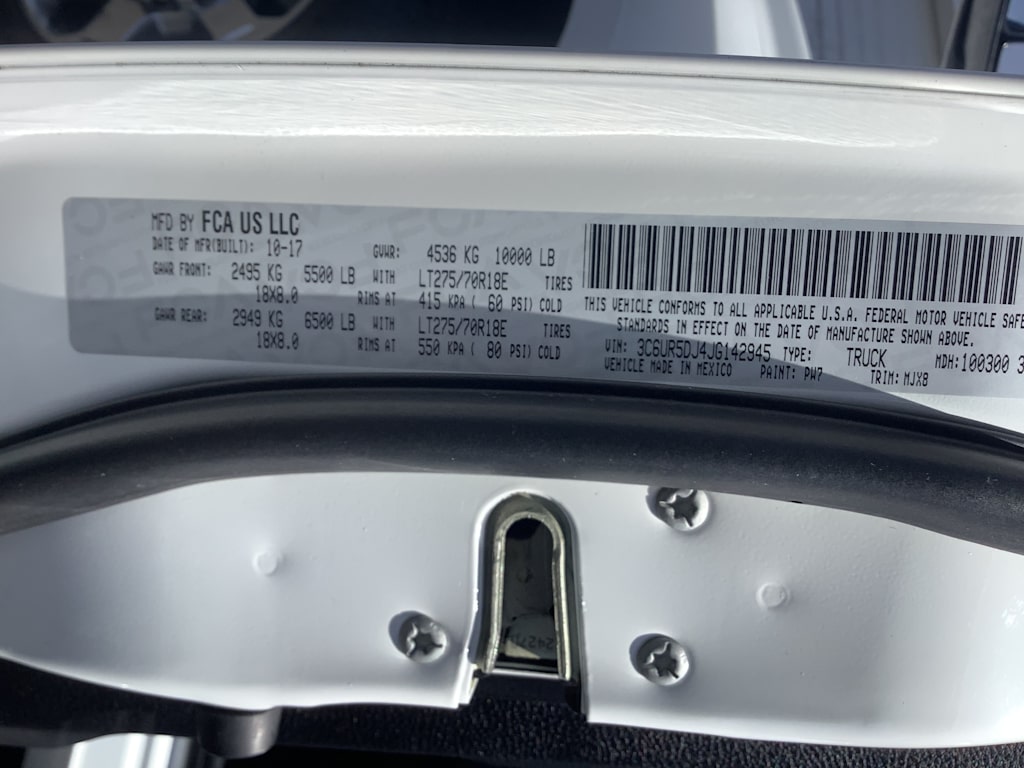 MFD BY FCA US LLC
DATE OF MFR(BUILT): 10-17 GVWR: 4536 KG 10000 LB
GAWR FRONT: 2495 KG 5500 LB WITH LT275/70R18E TIRES
18X8.0 RIMS AT 415 KPA ( 60 PSI) COLD
GAWR REAR: 2949 KG 6500 LB WITH LT275/70R18E TIRES
18X8.0 RIMS AT 550 KPA ( 80 PSI) COLD
THIS VEHICLE CONFORMS TO ALL APPLICABLE U.S.A. FEDERAL MOTOR VEHICLE SAFE
STANDARDS IN EFFECT ON THE DATE OF MANUFACTURE SHOWN ABOVE.
VIN: 3C6UR5DJ4JG142945 TYPE: TRUCK MDH:100300 3
VEHICLE MADE IN MEXICO PAINT: PW7 TRIM: MJX8